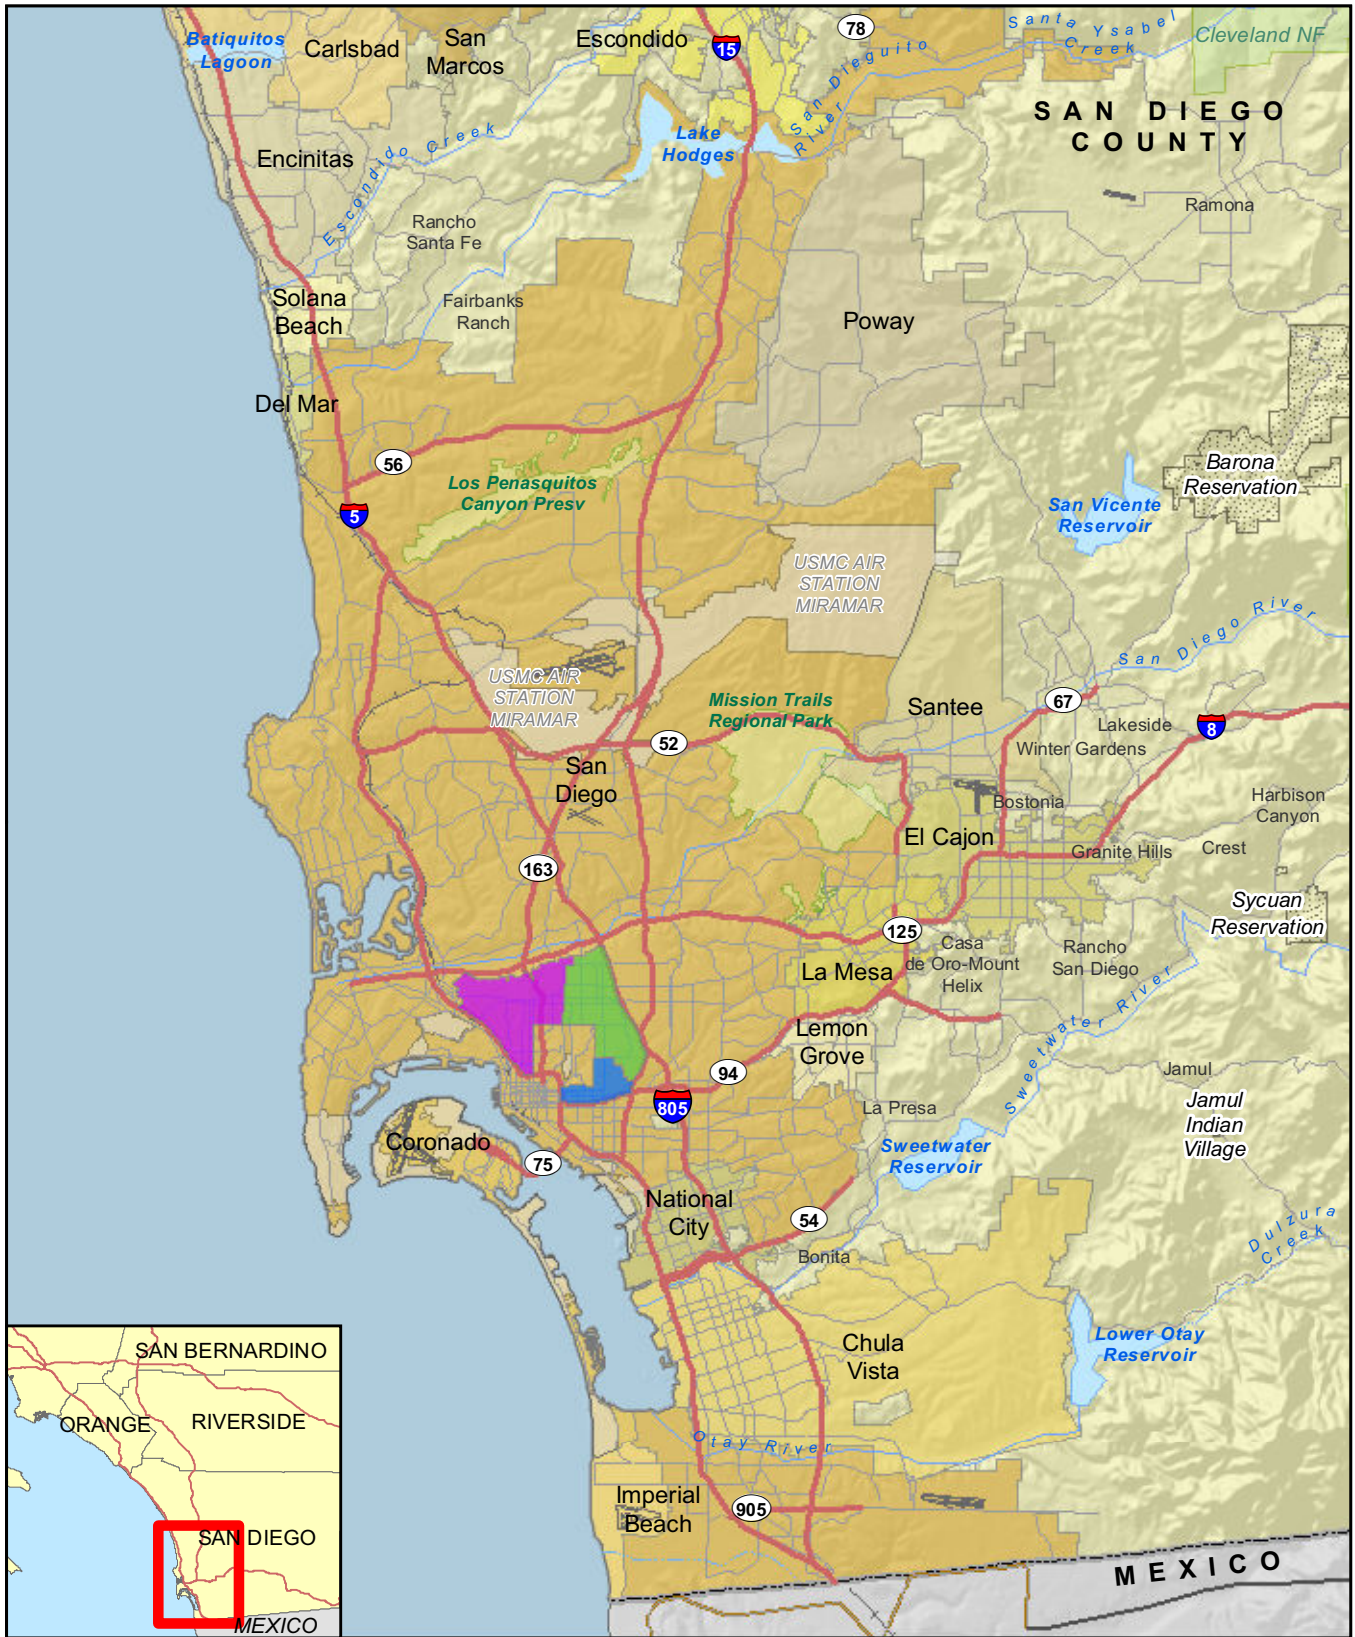 Batiquitos
Lagoon
Carlsbad
San
Marcos
Escondido
15
78
San Dieguito
River
Santa Ysabel
Creek
Cleveland NF
SAN DIEGO
COUNTY
Lake
Hodges
Encinitas
Escondido Creek
Rancho
Santa Fe
Ramona
Solana
Beach
Fairbanks
Ranch
Poway
Del Mar
56
Los Penasquitos
Canyon Presv
5
Barona
Reservation
San Vicente
Reservoir
USMC AIR
STATION
MIRAMAR
San Diego River
USMC AIR
STATION
MIRAMAR
Mission Trails
Regional Park
Santee
67
Lakeside
8
Winter Gardens
52
San
Diego
Bostonia
Harbison
Canyon
El Cajon
Granite Hills
Crest
163
Sycuan
Reservation
125
Casa
de Oro-Mount
Helix
Rancho
San Diego
La Mesa
Sweetwater River
Lemon
Grove
94
Jamul
805
La Presa
Jamul
Indian
Village
Coronado
75
Sweetwater
Reservoir
National
City
54
Bonita
Dulzura
Creek
Chula
Vista
Lower Otay
Reservoir
Otay River
Imperial
Beach
905
MEXICO
SAN BERNARDINO
ORANGE
RIVERSIDE
SAN DIEGO
MEXICO